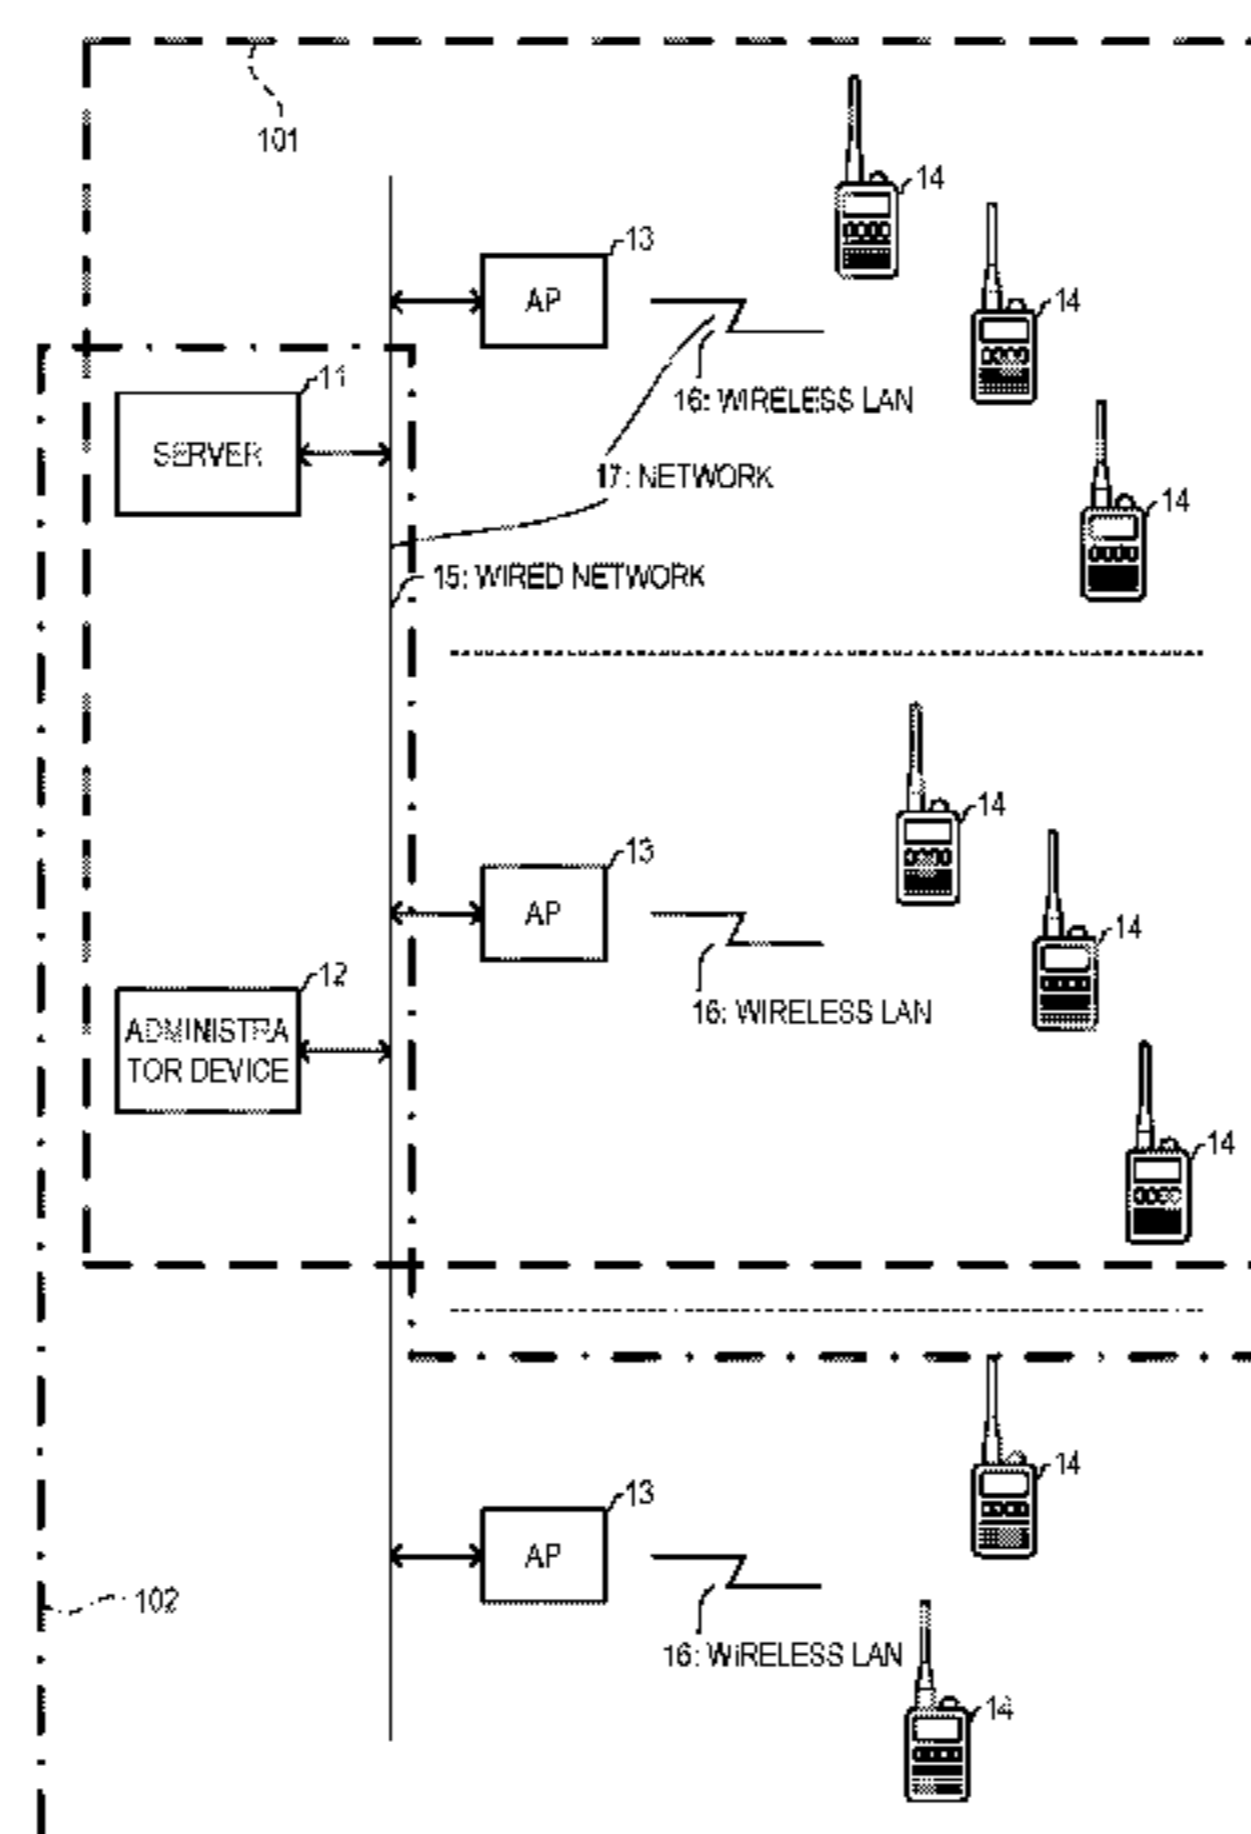 101
14
13
AP
14
11
16: WIRELESS LAN
SERVER
17: NETWORK
14
15: WIRED NETWORK
14
13
AP
14
12
16: WIRELESS LAN
ADMINISTRA
TOR DEVICE
14
14
13
AP
102
16: WIRELESS LAN
14